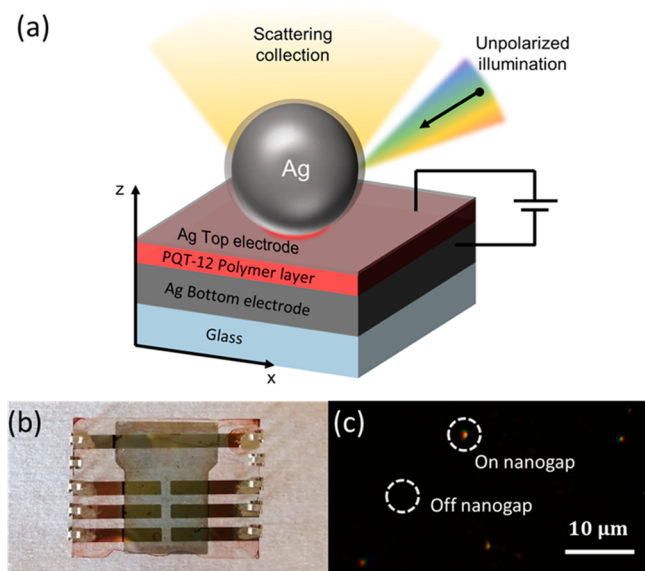 (a)
Scattering
collection
Unpolarized
illumination
Ag
z
Ag Top electrode
PQT-12 Polymer layer
Ag Bottom electrode
Glass
x
(b)
(c)
On nanogap
Off nanogap
10 μm